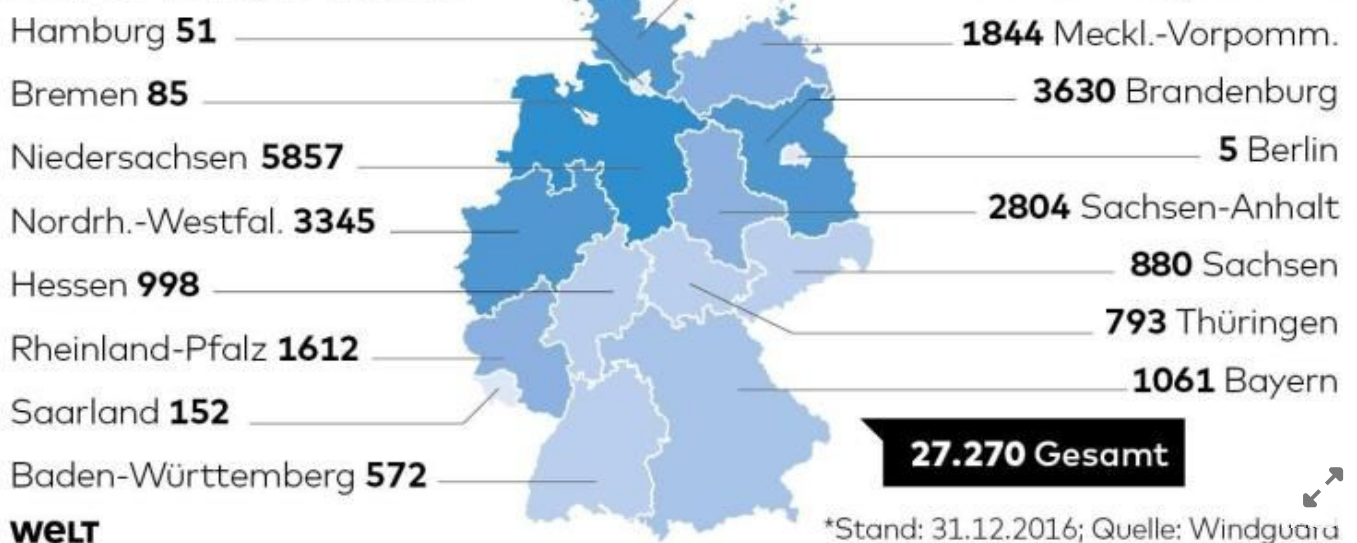 Hamburg 51
Bremen 85
Niedersachsen 5857
Nordrh.-Westfal. 3345
Hessen 998
Rheinland-Pfalz 1612
Saarland 152
Baden-Württemberg 572
WELT
1844 Meckl.-Vorpomm.
3630 Brandenburg
5 Berlin
2804 Sachsen-Anhalt
880 Sachsen
793 Thüringen
1061 Bayern
27.270 Gesamt
*Stand: 31.12.2016; Quelle: Windguard